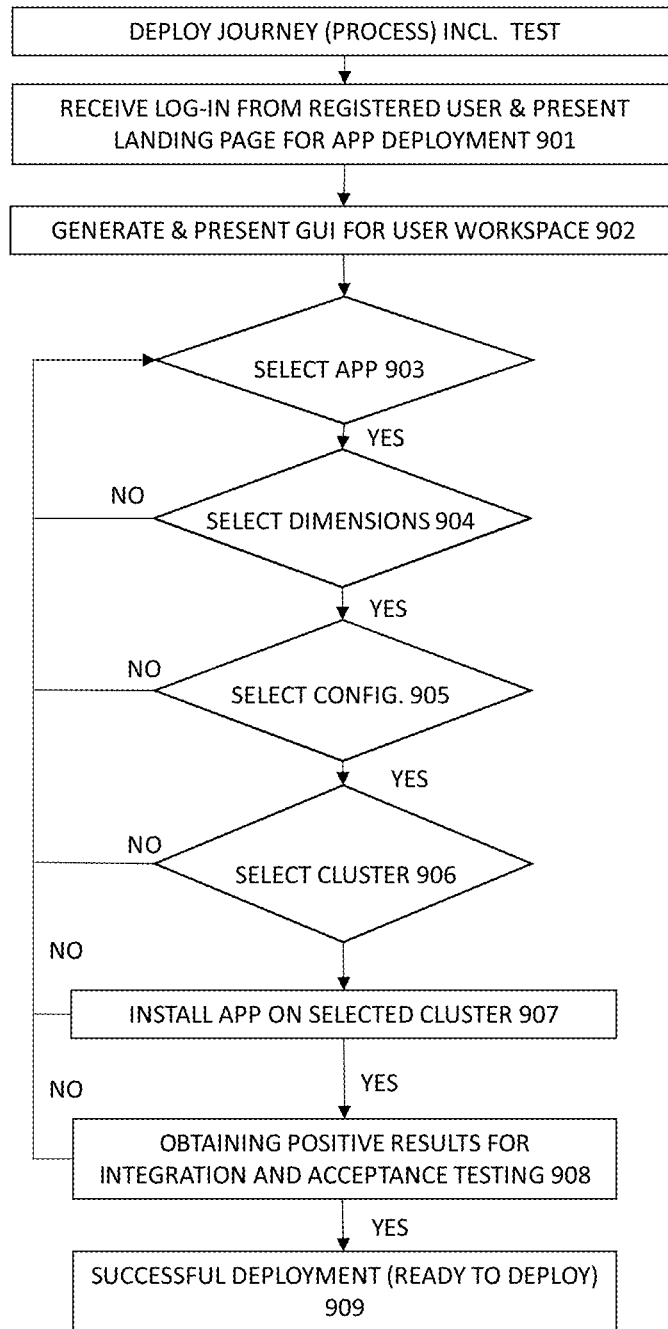 DEPLOY JOURNEY (PROCESS) INCL. TEST
RECEIVE LOG-IN FROM REGISTERED USER & PRESENT
LANDING PAGE FOR APP DEPLOYMENT 901
GENERATE & PRESENT GUI FOR USER WORKSPACE 902
SELECT APP 903
YES
NO
SELECT DIMENSIONS 904
YES
NO
SELECT CONFIG. 905
YES
NO
SELECT CLUSTER 906
NO
INSTALL APP ON SELECTED CLUSTER 907
NO
YES
OBTAINING POSITIVE RESULTS FOR
INTEGRATION AND ACCEPTANCE TESTING 908
YES
SUCCESSFUL DEPLOYMENT (READY TO DEPLOY)
909